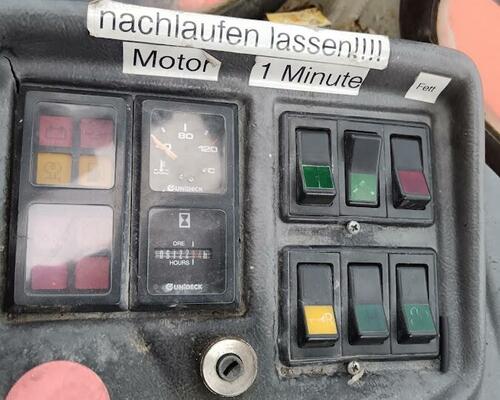 nachlaufen lassen!!!!
Motor 1 Minute
Fett
80
120
°C
UNIDECK
ORE
HOURS
UNIDECK